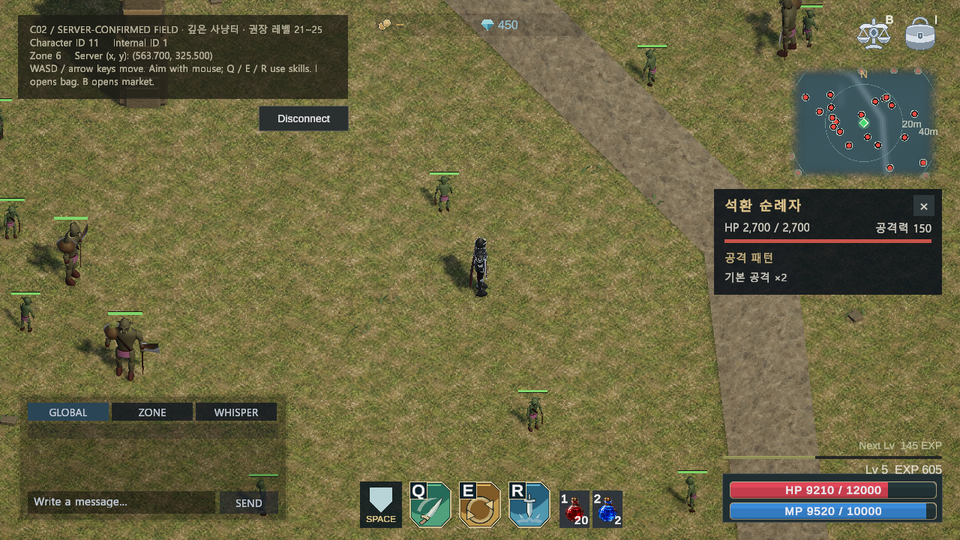 C02 / SERVER-CONFIRMED FIELD · 깊은 사냥터 · 권장 레벨 21–25
Character ID 11 Internal ID 1
Zone 6 Server (x, y): (563.700, 325.500)
WASD / arrow keys move. Aim with mouse; Q / E / R use skills. I
opens bag, B opens market.
Disconnect
450
B
I
N
20m
40m
석환 순례자
×
HP 2,700 / 2,700 공격력 150
공격 패턴
기본 공격 ×2
GLOBAL ZONE WHISPER
Write a message...
SEND
SPACE
Q
E
R
1
20
2
2
Next Lv 145 EXP
Lv 5 EXP 605
HP 9210 / 12000
MP 9520 / 10000